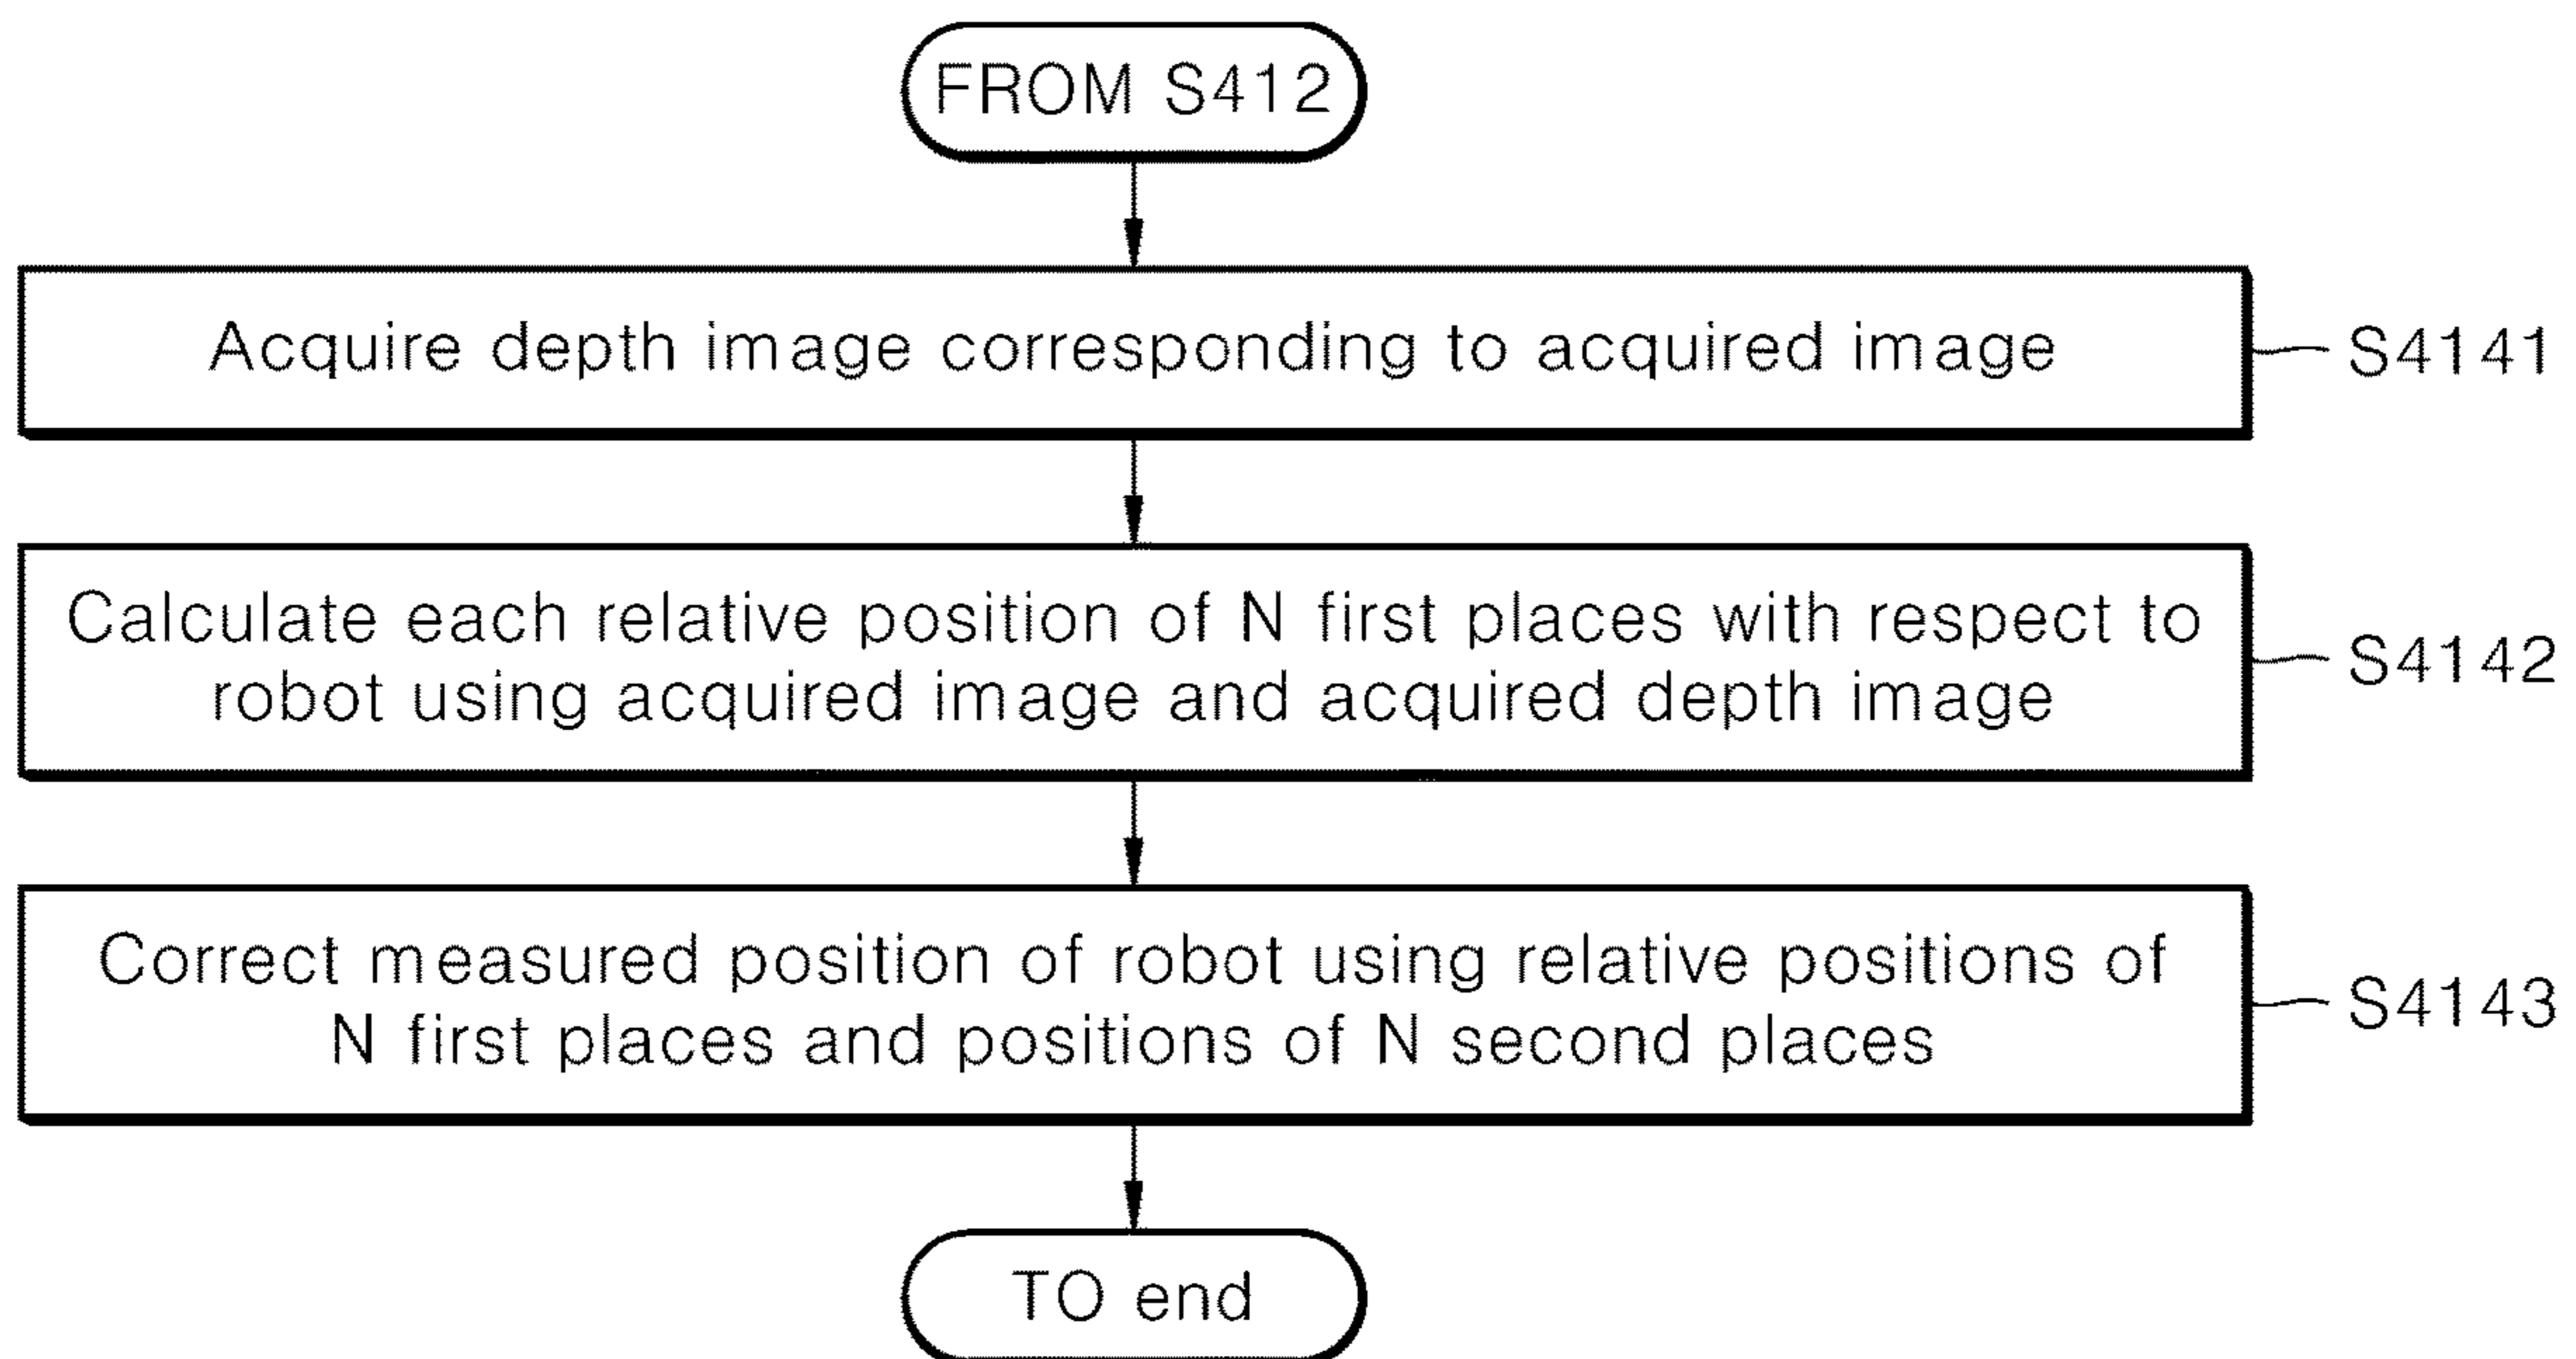 FROM S412
Acquire depth image corresponding to acquired image
S4141
Calculate each relative position of N first places with respect to
robot using acquired image and acquired depth image
S4142
Correct measured position of robot using relative positions of
N first places and positions of N second places
S4143
TO end